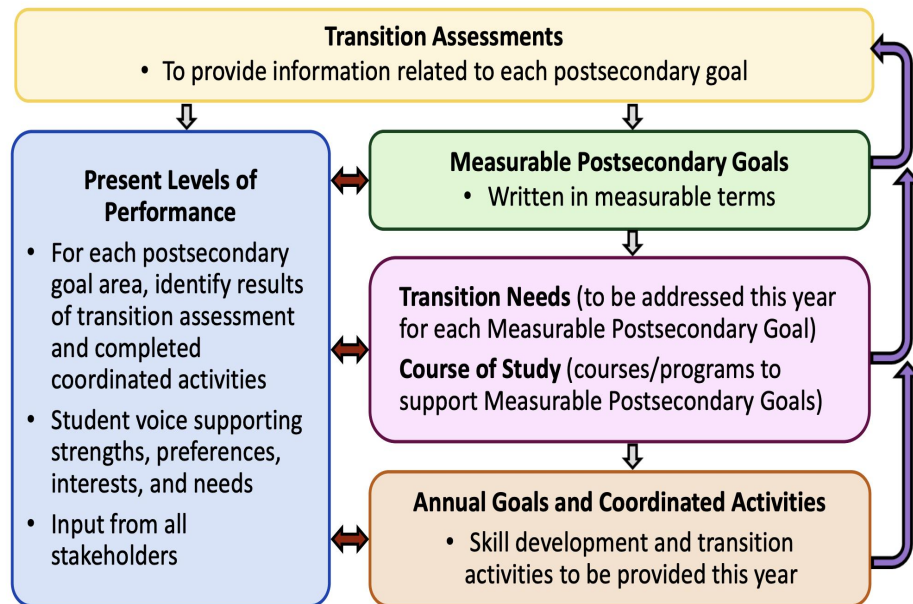 Transition Assessments
• To provide information related to each postsecondary goal
Present Levels of
Performance
• For each postsecondary
goal area, identify results
of transition assessment
and completed
coordinated activities
• Student voice supporting
strengths, preferences,
interests, and needs
• Input from all
stakeholders
Measurable Postsecondary Goals
• Written in measurable terms
Transition Needs (to be addressed this year
for each Measurable Postsecondary Goal)
Course of Study (courses/programs to
support Measurable Postsecondary Goals)
Annual Goals and Coordinated Activities
• Skill development and transition
activities to be provided this year